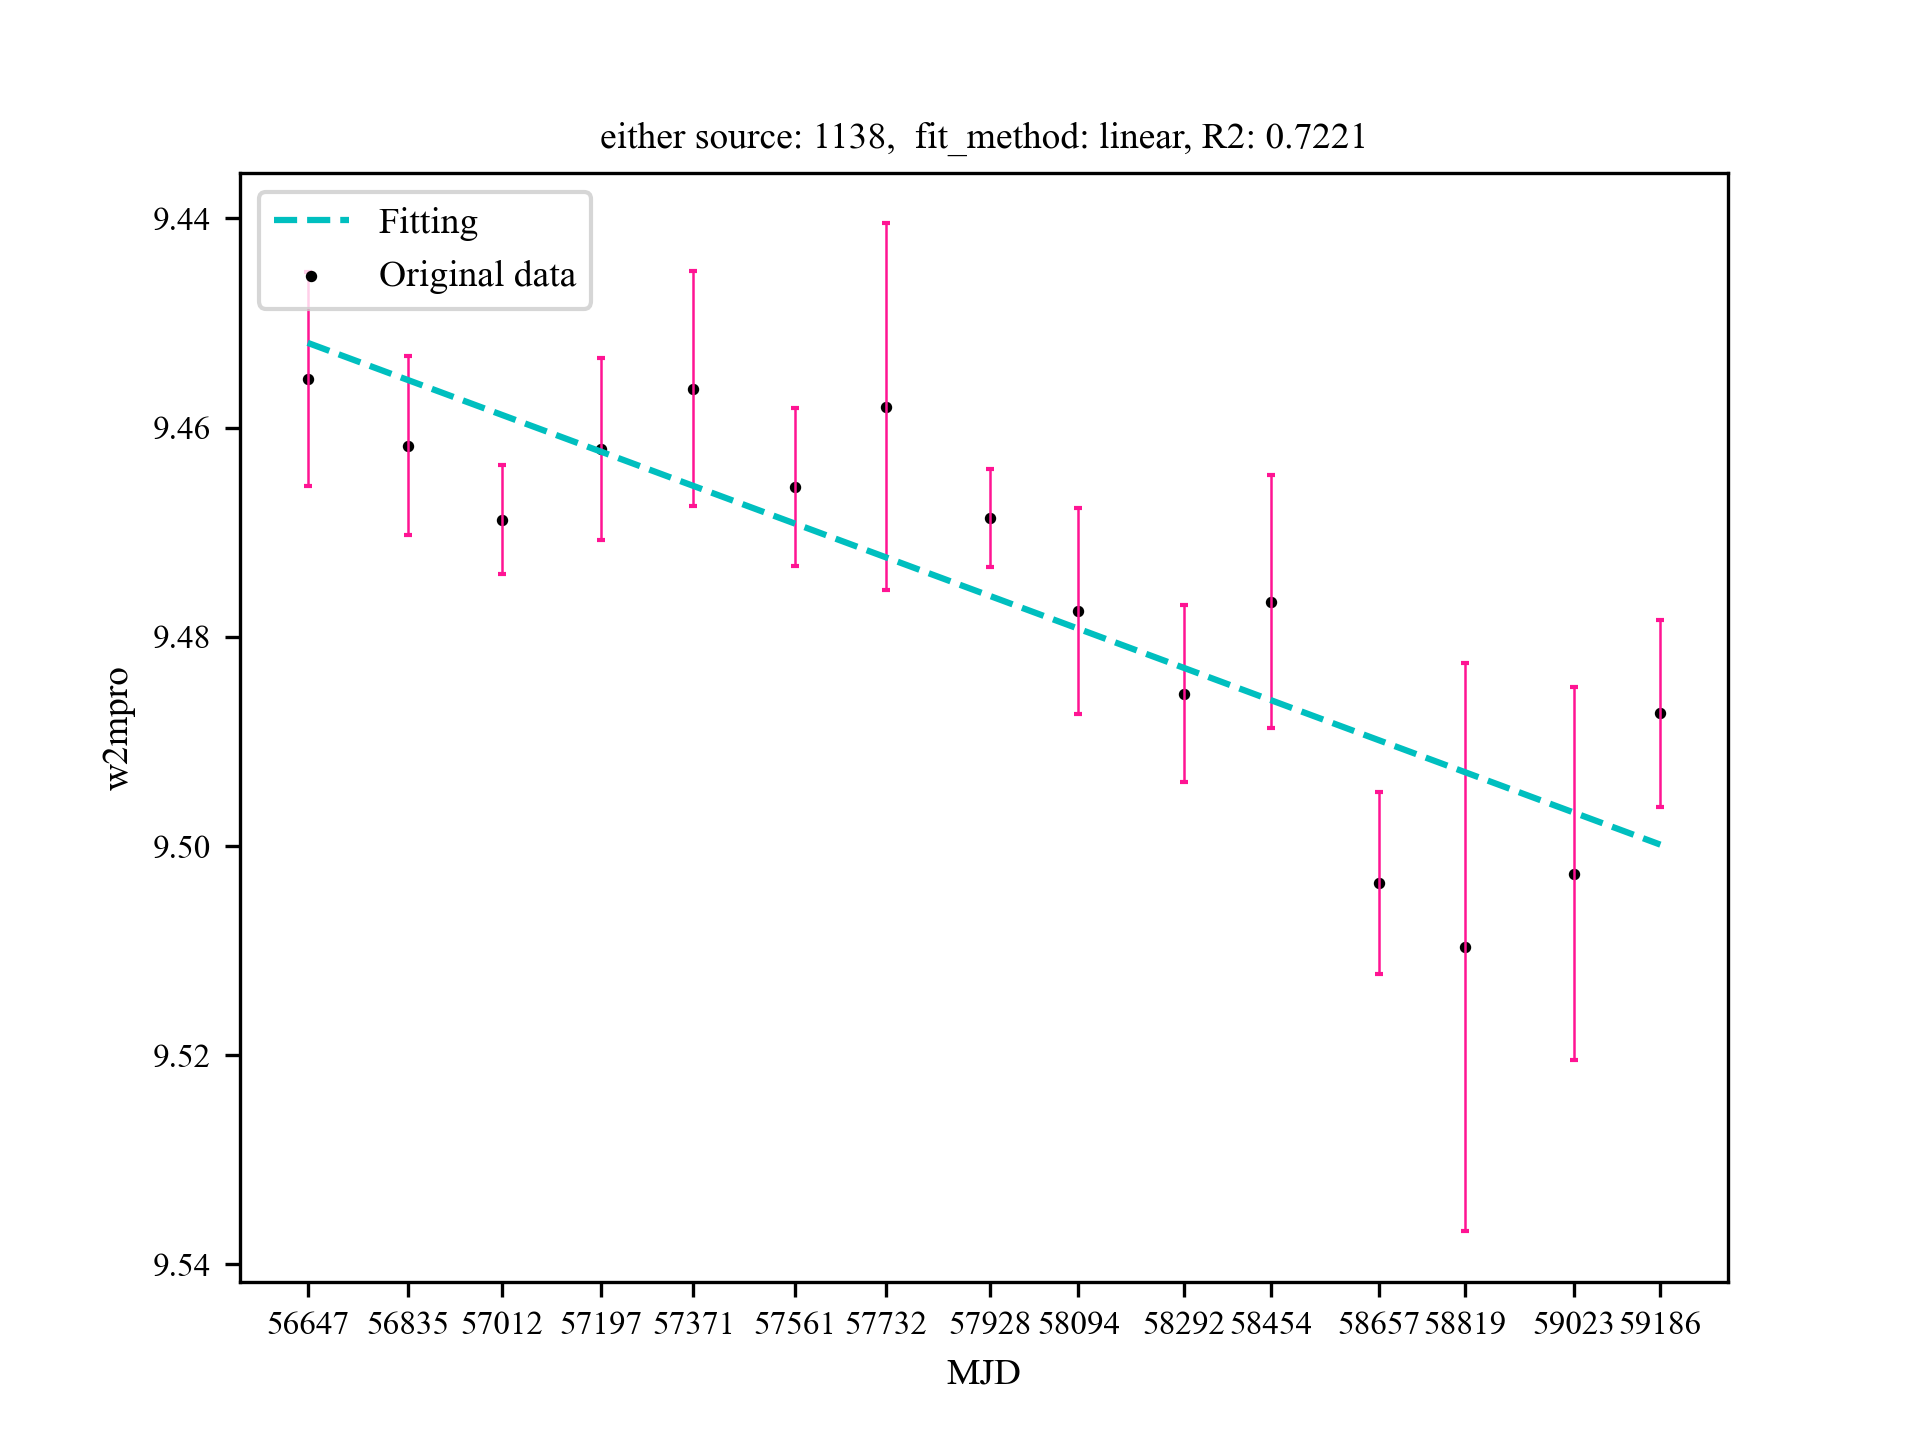 either source: 1138,  fit_method: linear, R2: 0.7221
Fitting
Original data
9.44
9.46
9.48
9.50
9.52
9.54
w2mpro
56647 56835 57012 57197 57371 57561 57732 57928 58094 58292 58454 58657 58819 59023 59186
MJD